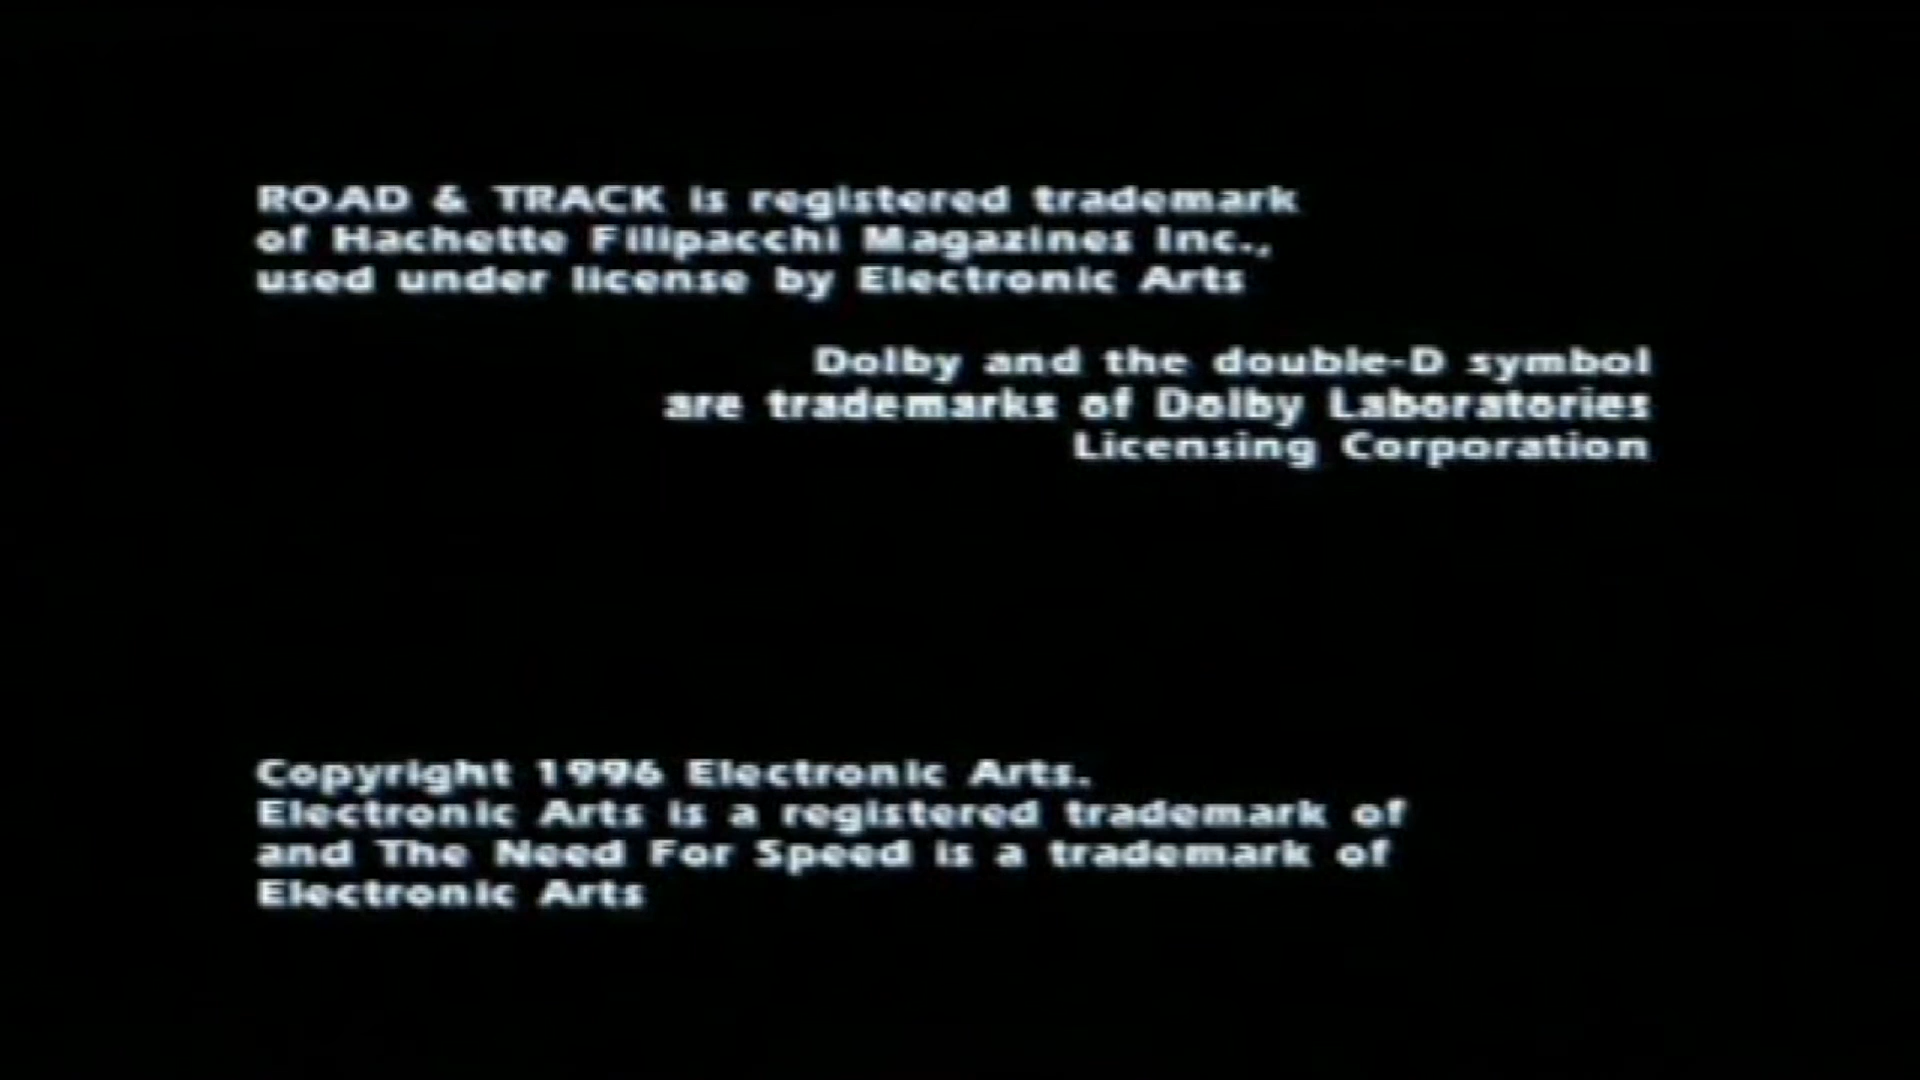 ROAD & TRACK is registered trademark
of Hachette Filipacchi Magazines Inc.,
used under license by Electronic Arts
Dolby and the double-D symbol
are trademarks of Dolby Laboratories
Licensing Corporation
Copyright 1996 Electronic Arts.
Electronic Arts is a registered trademark of
and The Need For Speed is a trademark of
Electronic Arts